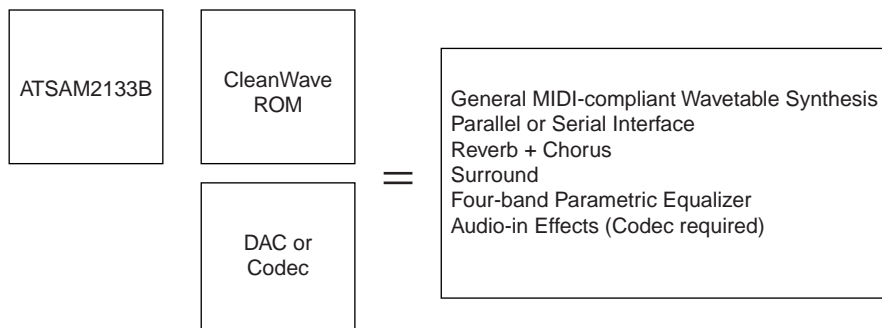 ATSAM2133B
CleanWave
ROM
DAC or
Codec
=
General MIDI-compliant Wavetable Synthesis
Parallel or Serial Interface
Reverb + Chorus
Surround
Four-band Parametric Equalizer
Audio-in Effects (Codec required)